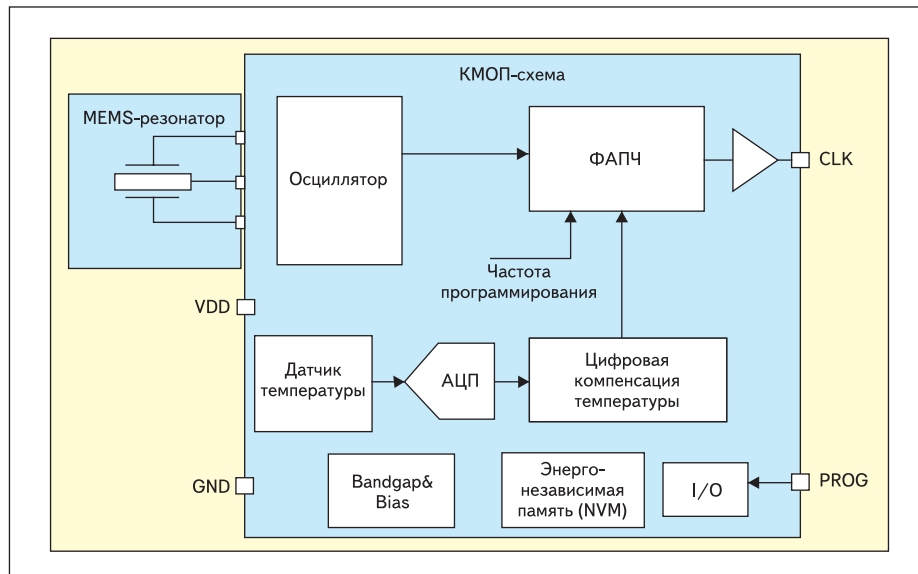 КМОП-схема
MEMS-резонатор
Осциллятор
ФАПЧ
CLK
Частота
программирования
VDD
Датчик
температуры
АЦП
Цифровая
компенсация
температуры
GND
Bandgap&
Bias
Энерго-
независимая
память (NVM)
I/O
PROG